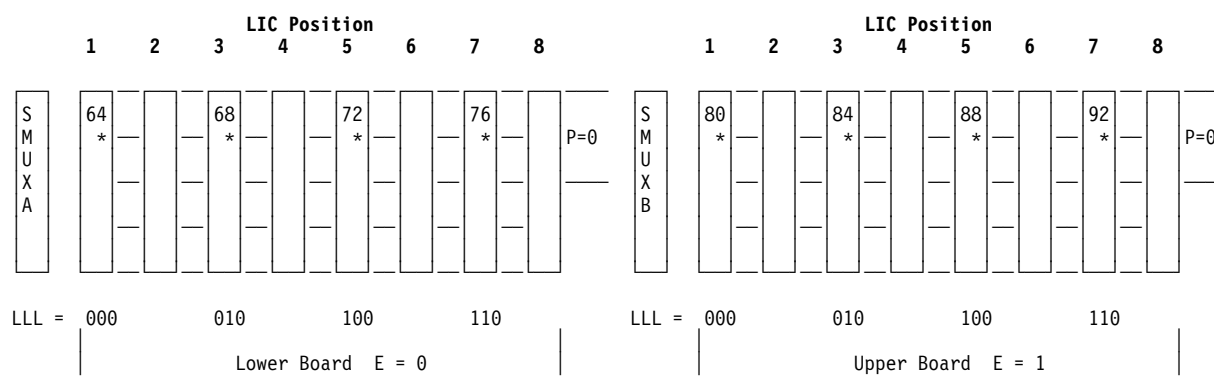 LIC Position LIC Position
1 2 3 4 5 6 7 8 1 2 3 4 5 6 7 8
S 64 68 72 76 S 80 84 88 92
M * * * * P=0 M * * * * P=0
U U
X X
A B
LLL = 000 010 100 110 LLL = 000 010 100 110
Lower Board E = 0 Upper Board E = 1